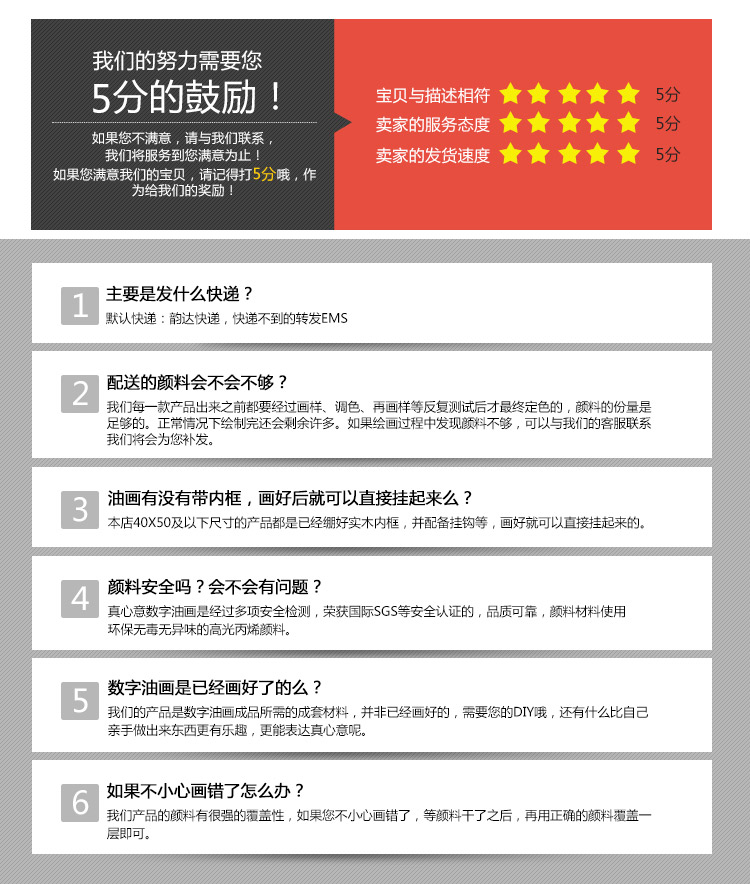 我们的努力需要您
5分的鼓励！
如果您不满意，请与我们联系，
我们将服务到您满意为止！
如果您满意我们的宝贝，请记得打5分哦，作
为给我们的奖励！
宝贝与描述相符 5分
卖家的服务态度 5分
卖家的发货速度 5分
1 主要是发什么快递？
默认快递：韵达快递，快递不到的转发EMS
2 配送的颜料会不会不够？
我们每一款产品出来之前都要经过画样、调色、再画样等反复测试后才最终定色的，颜料的份量是
足够的。正常情况下绘制完还会剩余许多。如果绘画过程中发现颜料不够，可以与我们的客服联系
我们将会为您补发。
3 油画有没有带内框，画好后就可以直接挂起来么？
本店40X50及以下尺寸的产品都是已经绷好实木内框，并配备挂钩等，画好就可以直接挂起来的。
4 颜料安全吗？会不会有问题？
真心意数字油画是经过多项安全检测，荣获国际SGS等安全认证的，品质可靠，颜料材料使用
环保无毒无异味的高光丙烯颜料。
5 数字油画是已经画好了的么？
我们的产品是数字油画成品所需的成套材料，并非已经画好的，需要您的DIY哦，还有什么比自己
亲手做出来东西更有乐趣，更能表达真心意呢。
6 如果不小心画错了怎么办？
我们产品的颜料有很强的覆盖性，如果您不小心画错了，等颜料干了之后，再用正确的颜料覆盖一
层即可。